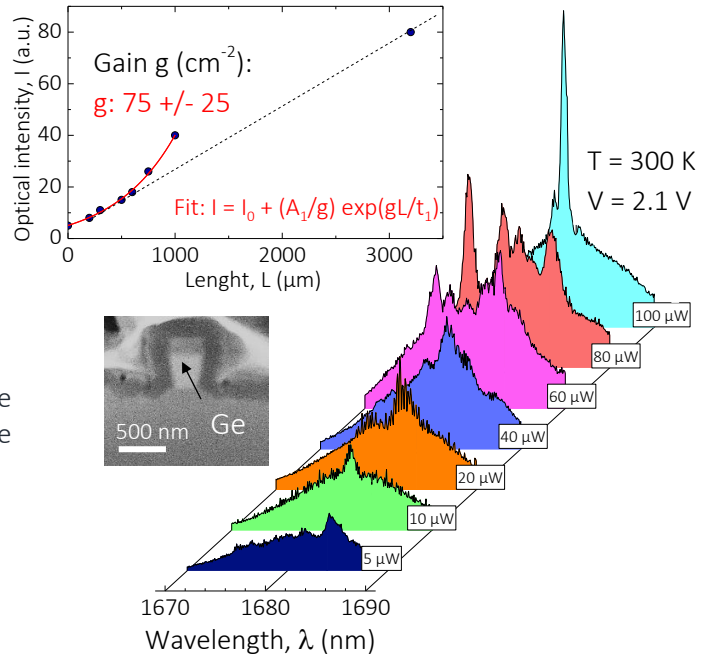 80
60
40
20
0
Optical intensity, I (a.u.)
Gain g (cm⁻²):
g: 75 +/- 25
Fit: I = I₀ + (A₁/g) exp(gL/t₁)
0 1000 2000 3000
Lenght, L (µm)
T = 300 K
V = 2.1 V
100 µW
80 µW
60 µW
40 µW
20 µW
10 µW
5 µW
e
e
Ge
500 nm
1670 1680 1690
Wavelength, λ (nm)